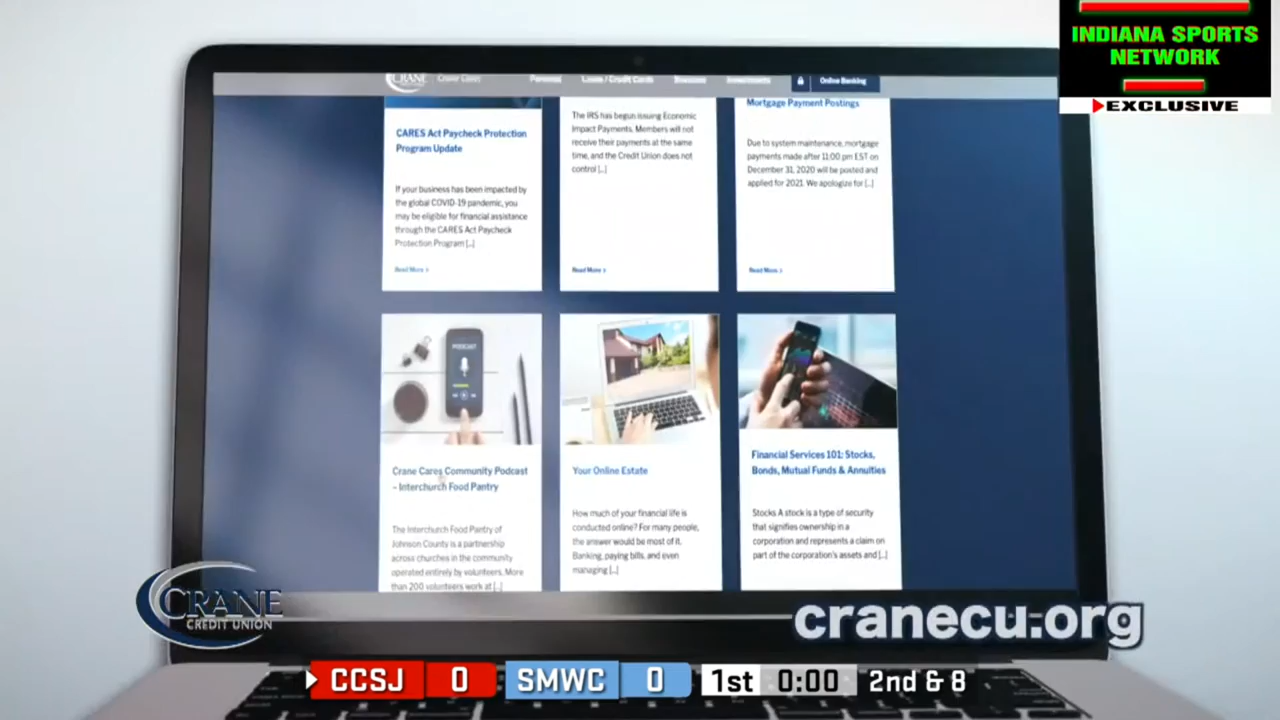 INDIANA SPORTS
NETWORK
EXCLUSIVE
CRANE
Crane Cares
Personal
Loans / Credit Cards
Business
Investments
Online Banking
CARES Act Paycheck Protection
Program Update
If your business has been impacted by
the global COVID-19 pandemic, you
may be eligible for financial assistance
through the CARES Act Paycheck
Protection Program [...]
Read More >
The IRS has begun issuing Economic
Impact Payments. Members will not
receive their payments at the same
time, and the Credit Union does not
control [...]
Read More >
Mortgage Payment Postings
Due to system maintenance, mortgage
payments made after 11:00 pm EST on
December 31, 2020 will be posted and
applied for 2021. We apologize for [...]
Read More >
PODCAST
Crane Cares Community Podcast
– Interchurch Food Pantry
The Interchurch Food Pantry of
Johnson County is a partnership
across churches in the community
operated entirely by volunteers. More
than 200 volunteers work at [...]
Your Online Estate
How much of your financial life is
conducted online? For many people,
the answer would be most of it.
Banking, paying bills, and even
managing [...]
Financial Services 101: Stocks,
Bonds, Mutual Funds & Annuities
Stocks A stock is a type of security
that signifies ownership in a
corporation and represents a claim on
part of the corporation's assets and [...]
CRANE
CREDIT UNION
cranecu.org
CCSJ 0 SMWC 0 1st 0:00 2nd & 8